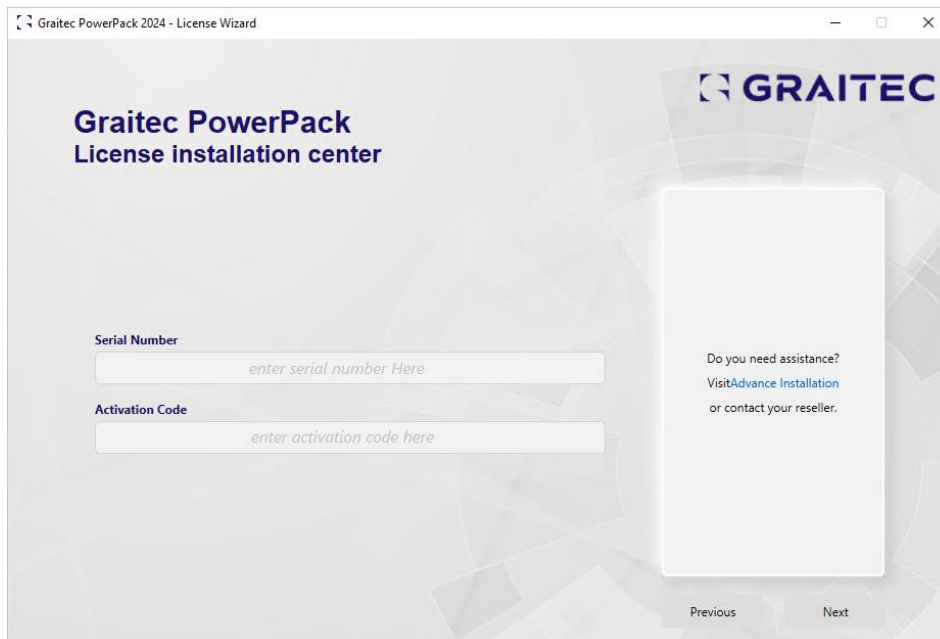 Graitec PowerPack 2024 - License Wizard
GRAITEC
Graitec PowerPack
License installation center
Serial Number
enter serial number Here
Activation Code
enter activation code here
Do you need assistance?
VisitAdvance Installation
or contact your reseller.
Previous
Next